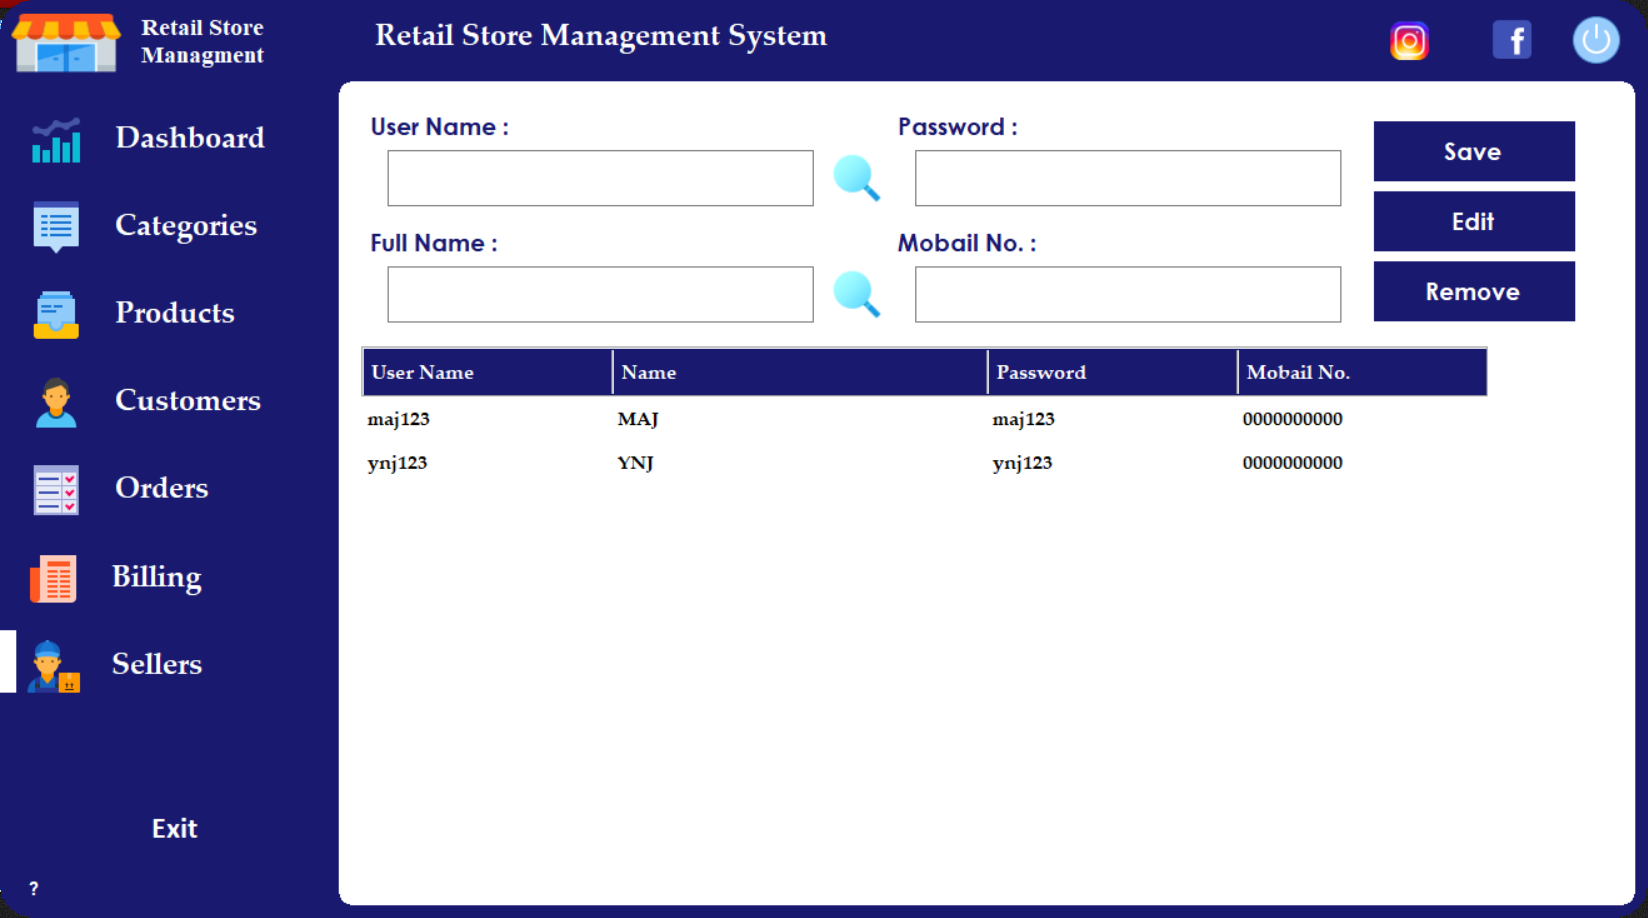 Retail Store
Managment
Retail Store Management System
Dashboard
Categories
Products
Customers
Orders
Billing
Sellers
Exit
?
User Name :
Password :
Full Name :
Mobail No. :
Save
Edit
Remove
User Name Name Password Mobail No.
maj123 MAJ maj123 0000000000
ynj123 YNJ ynj123 0000000000